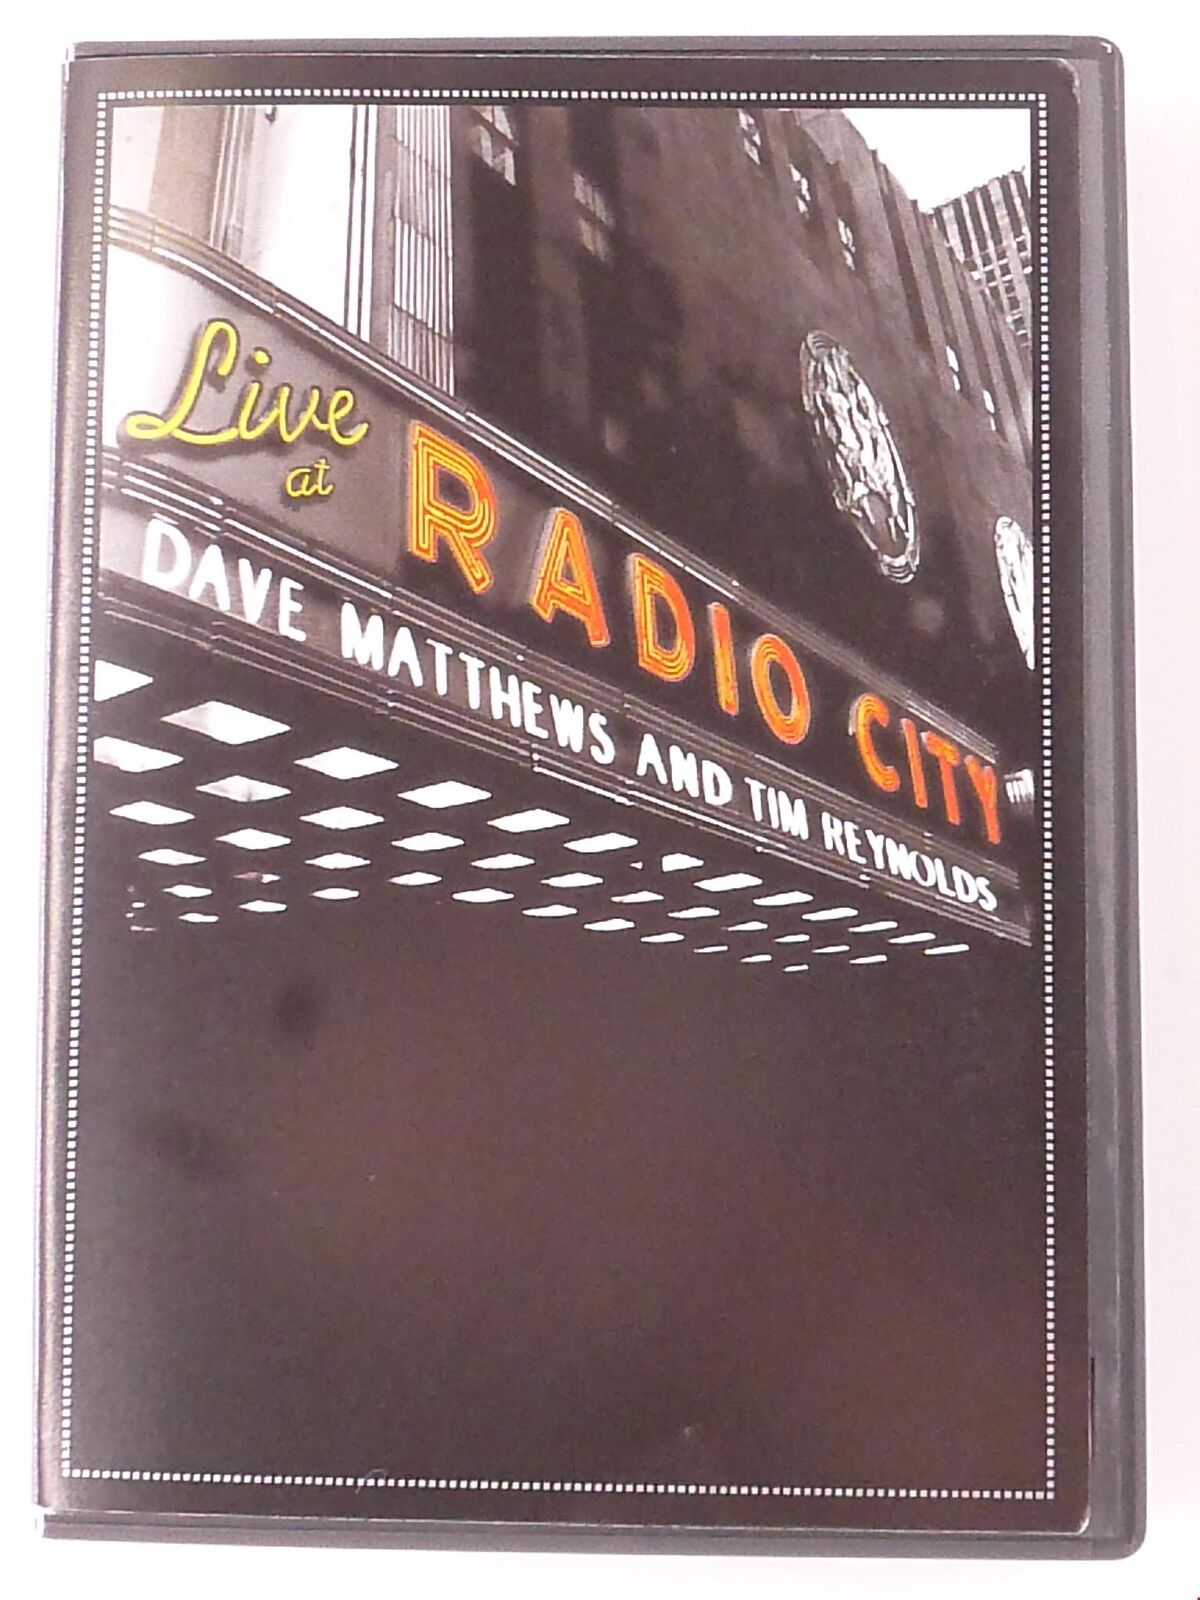 Live
at
RADIO CITY
DAVE MATTHEWS AND TIM REYNOLDS